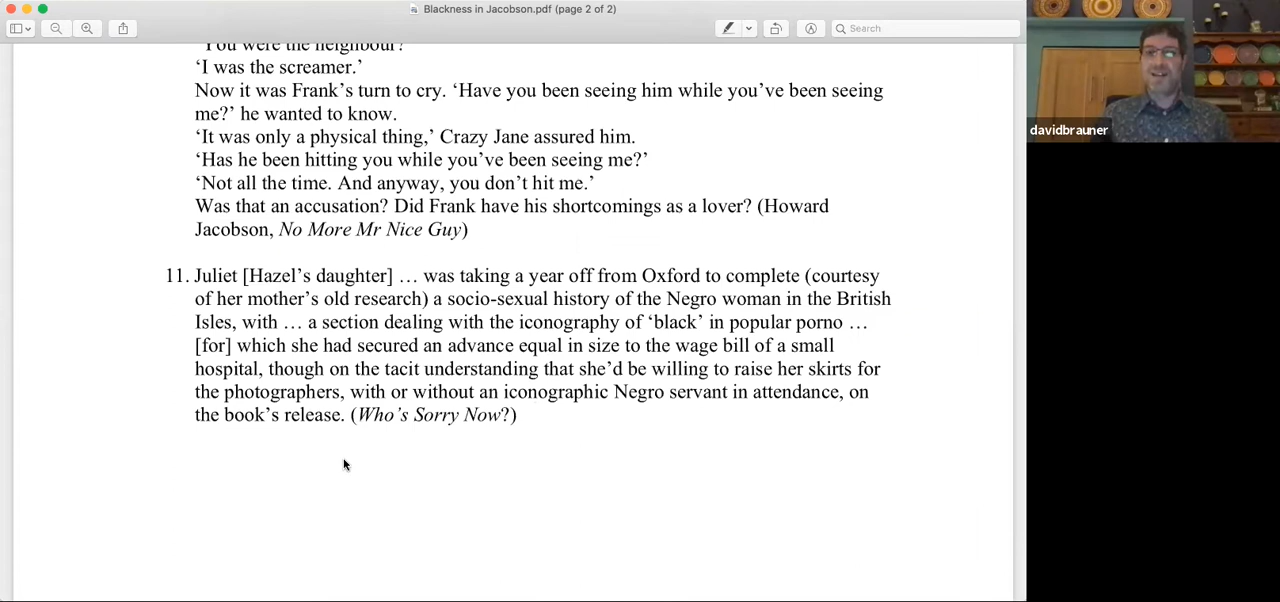 Blackness in Jacobson.pdf (page 2 of 2)
Search
‘You were the neighbour?’
‘I was the screamer.’
Now it was Frank’s turn to cry. ‘Have you been seeing him while you’ve been seeing
me?’ he wanted to know.
‘It was only a physical thing,’ Crazy Jane assured him.
‘Has he been hitting you while you’ve been seeing me?’
‘Not all the time. And anyway, you don’t hit me.’
Was that an accusation? Did Frank have his shortcomings as a lover? (Howard
Jacobson, No More Mr Nice Guy)
11. Juliet [Hazel’s daughter] … was taking a year off from Oxford to complete (courtesy
of her mother’s old research) a socio-sexual history of the Negro woman in the British
Isles, with … a section dealing with the iconography of ‘black’ in popular porno …
[for] which she had secured an advance equal in size to the wage bill of a small
hospital, though on the tacit understanding that she’d be willing to raise her skirts for
the photographers, with or without an iconographic Negro servant in attendance, on
the book’s release. (Who’s Sorry Now?)
davidbrauner